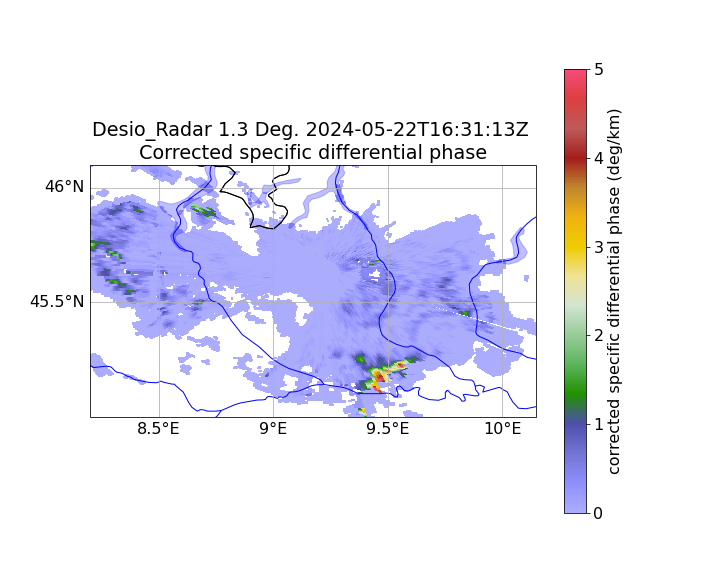 Desio_Radar 1.3 Deg. 2024-05-22T16:31:13Z
Corrected specific differential phase
46°N
45.5°N
8.5°E
9°E
9.5°E
10°E
5
4
3
2
1
0
corrected specific differential phase (deg/km)